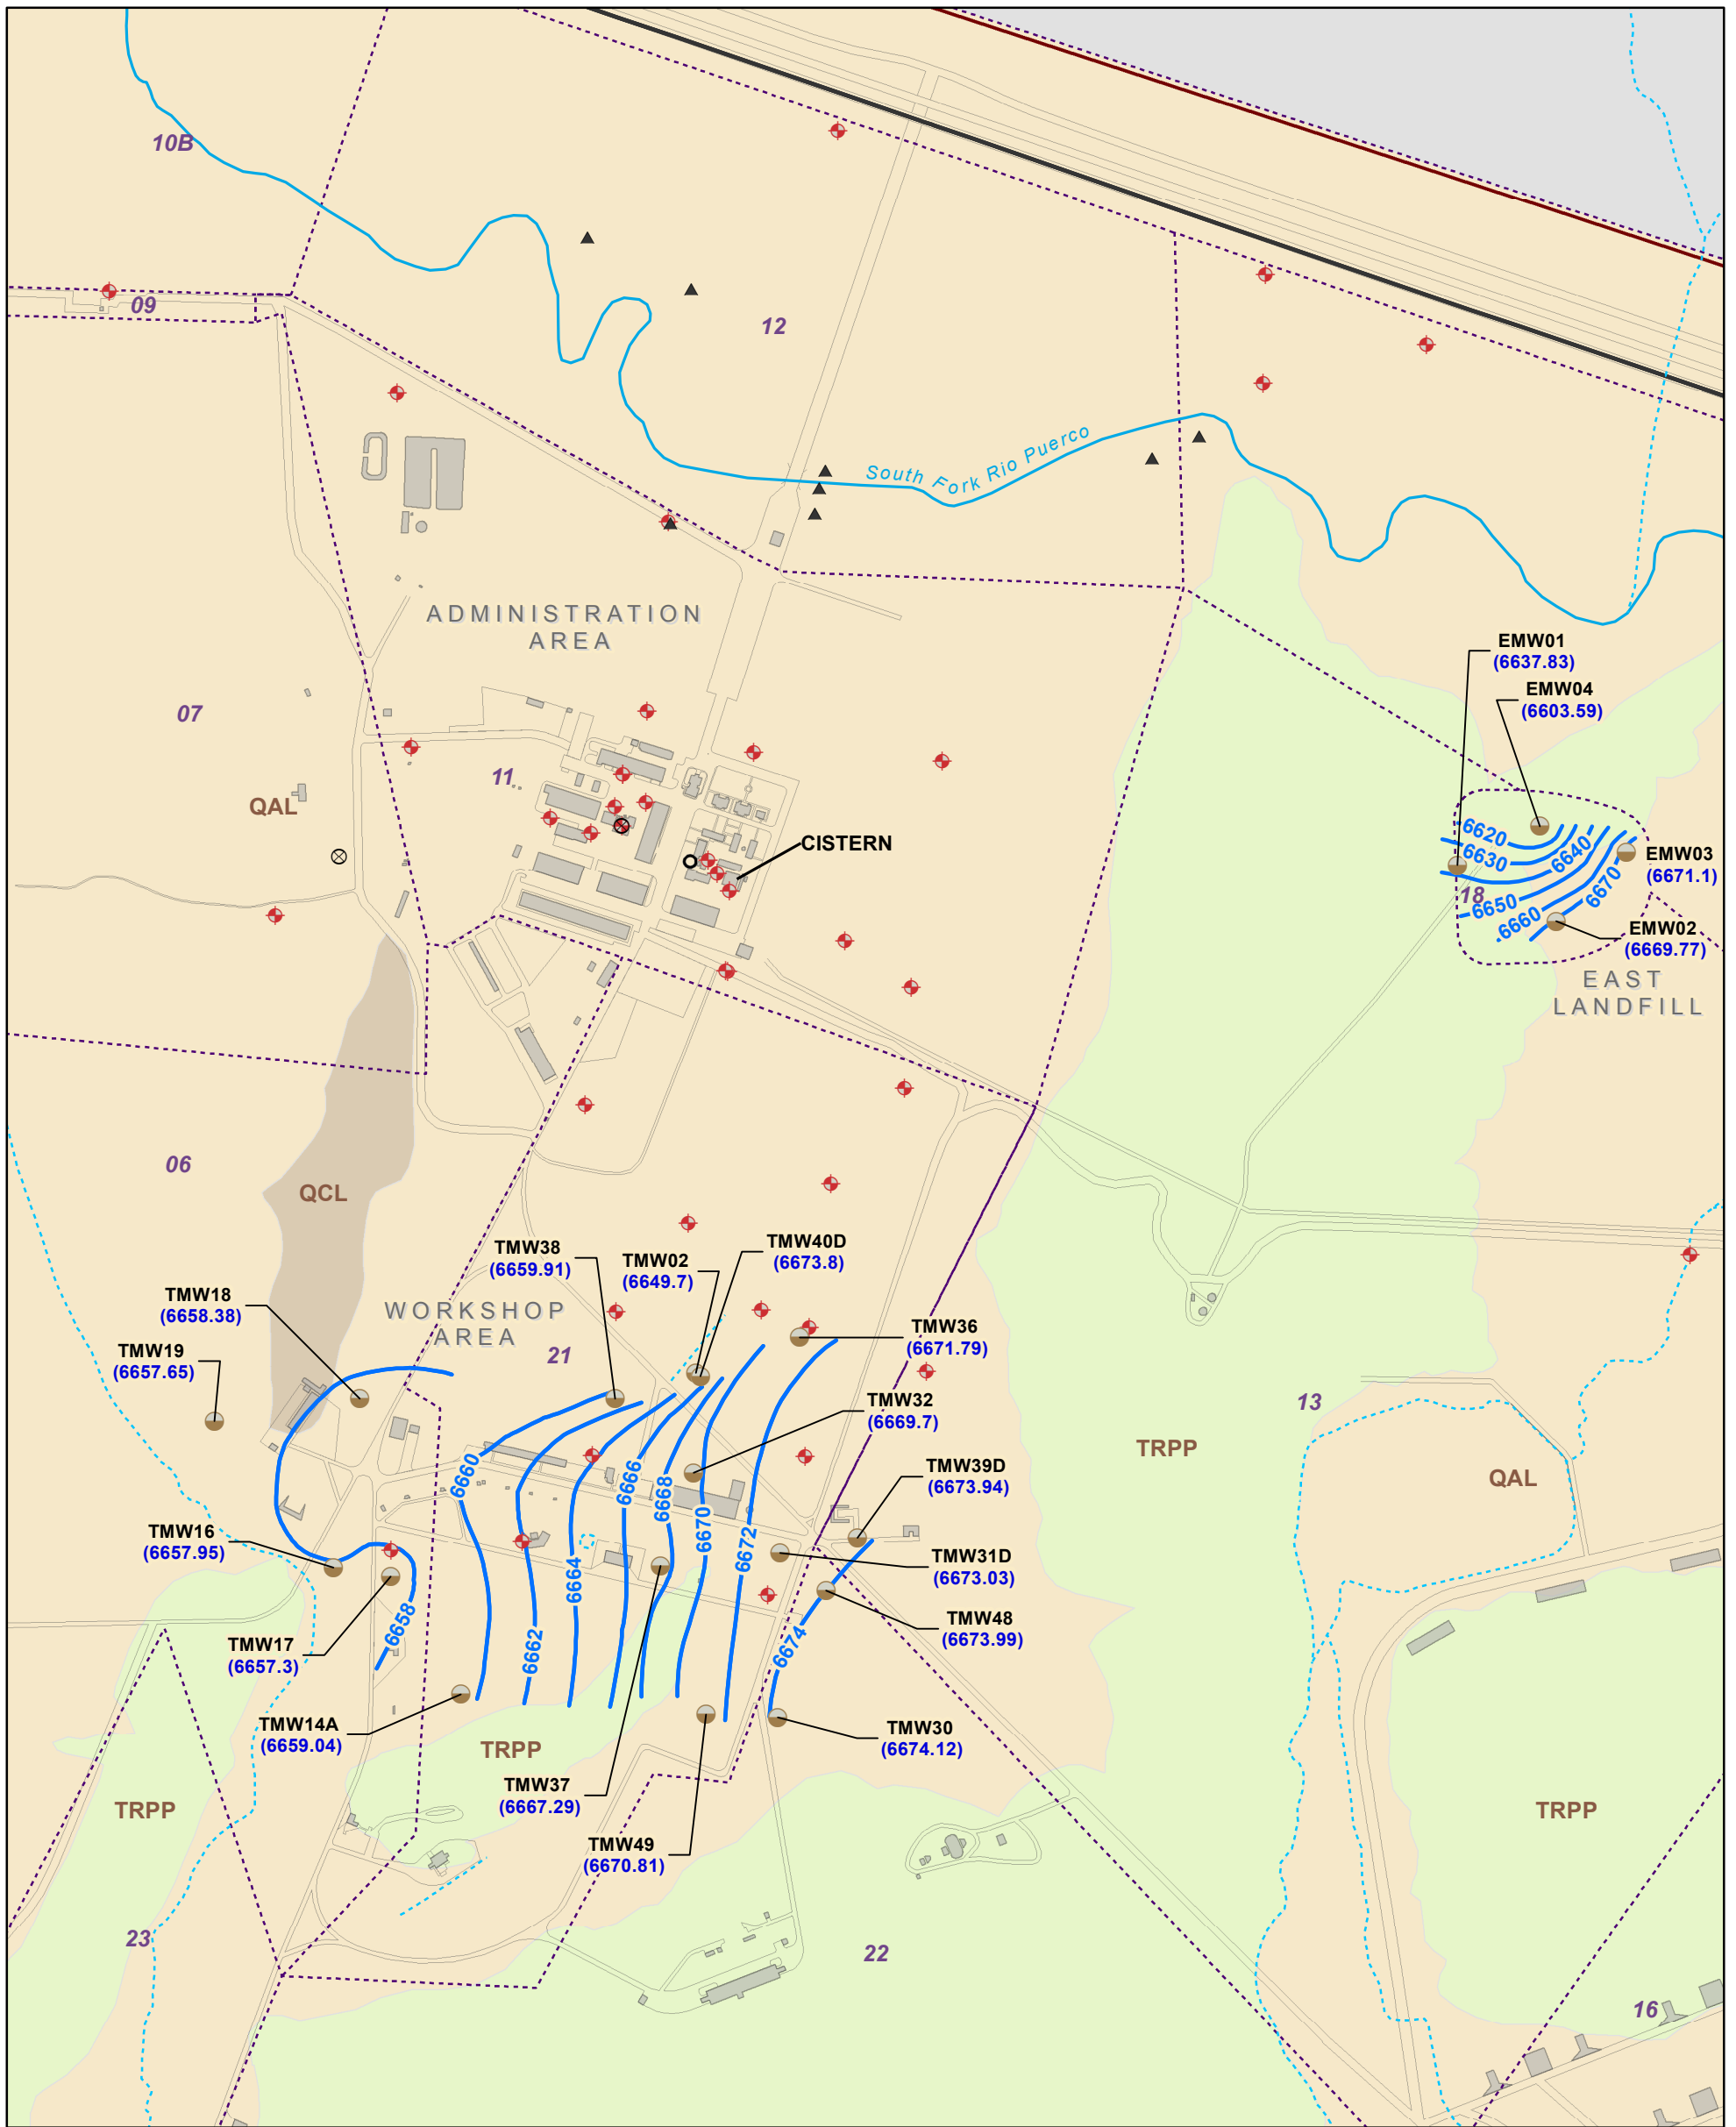 10B
09
12
South Fork Rio Puerco
ADMINISTRATION
AREA
EMW01
(6637.83)
EMW04
(6603.59)
07
11
QAL
CISTERN
6620
6630
6640
EMW03
(6671.1)
18
6650
6670
6660
EMW02
(6669.77)
EAST
LANDFILL
06
QCL
TMW38
(6659.91)
TMW02
(6649.7)
TMW40D
(6673.8)
TMW18
(6658.38)
WORKSHOP
AREA
TMW19
(6657.65)
21
TMW36
(6671.79)
TMW32
(6669.7)
13
TRPP
QAL
6660
6666
6668
6670
6672
TMW39D
(6673.94)
TMW16
(6657.95)
6664
TMW31D
(6673.03)
6658
6662
6674
TMW48
(6673.99)
TMW17
(6657.3)
TMW14A
(6659.04)
TRPP
TMW30
(6674.12)
TMW37
(6667.29)
TRPP
TRPP
TMW49
(6670.81)
23
22
16